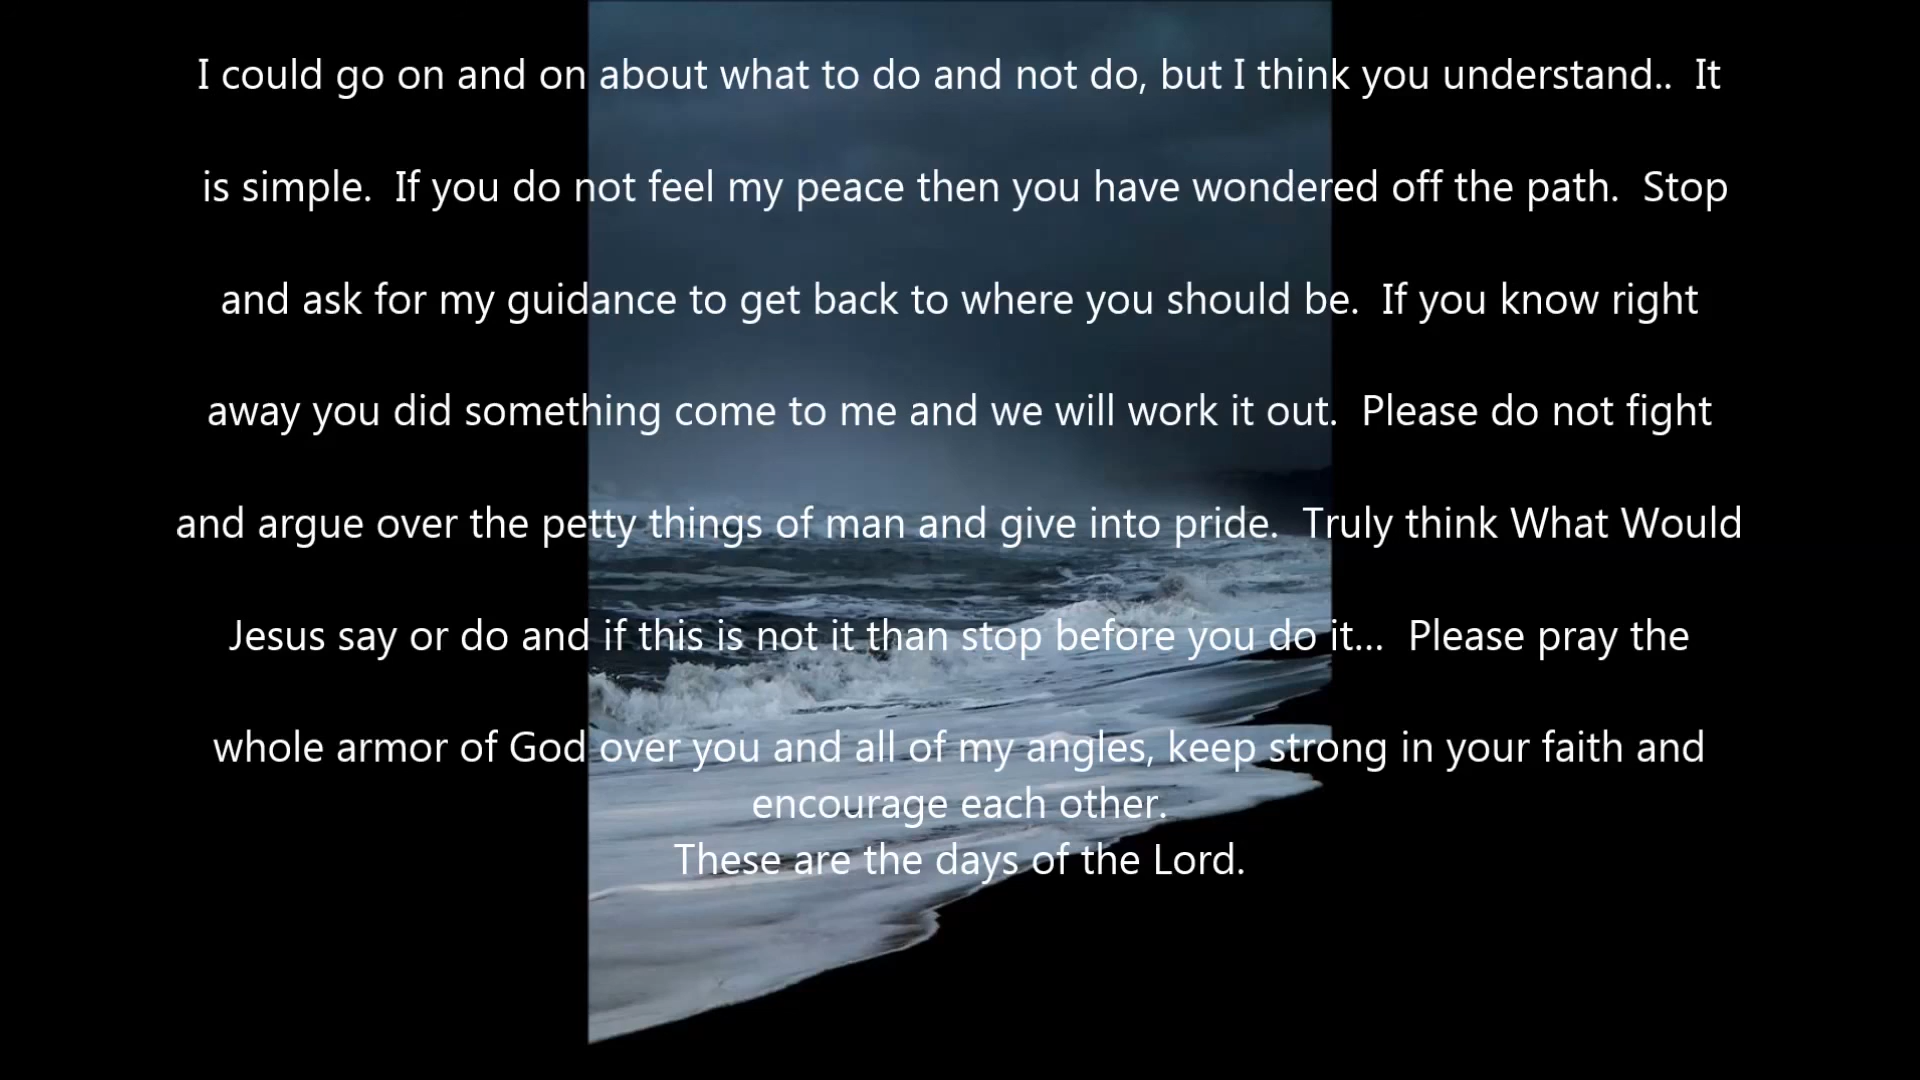 I could go on and on about what to do and not do, but I think you understand..  It
is simple.  If you do not feel my peace then you have wondered off the path.  Stop
and ask for my guidance to get back to where you should be.  If you know right
away you did something come to me and we will work it out.  Please do not fight
and argue over the petty things of man and give into pride.  Truly think What Would
Jesus say or do and if this is not it than stop before you do it...  Please pray the
whole armor of God over you and all of my angles, keep strong in your faith and
encourage each other.
These are the days of the Lord.